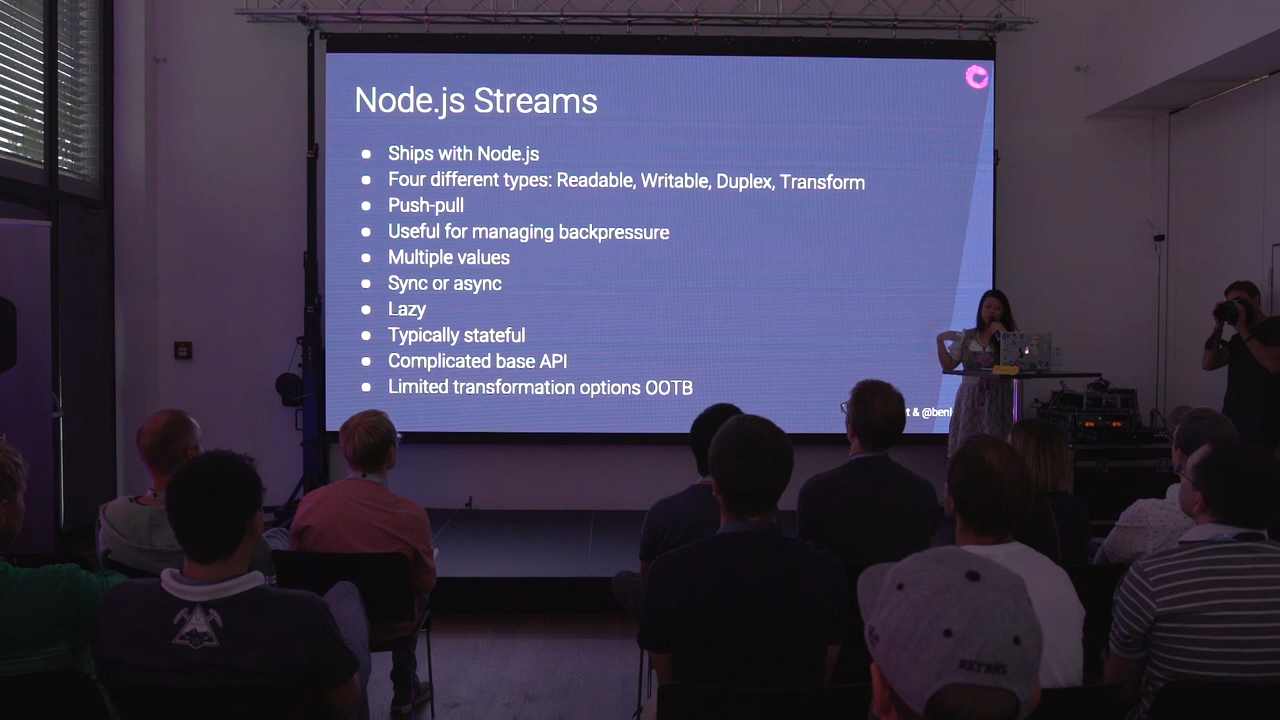 Node.js Streams
Ships with Node.js
Four different types: Readable, Writable, Duplex, Transform
Push-pull
Useful for managing backpressure
Multiple values
Sync or async
Lazy
Typically stateful
Complicated base API
Limited transformation options OOTB
& @benl